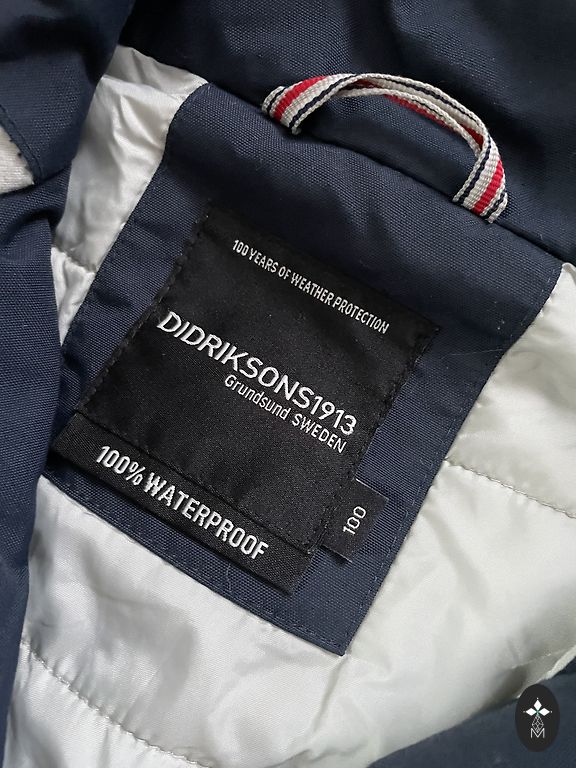 100 YEARS OF WEATHER PROTECTION
DIDRIKSONS1913
Grundsund SWEDEN
100% WATERPROOF
100
M